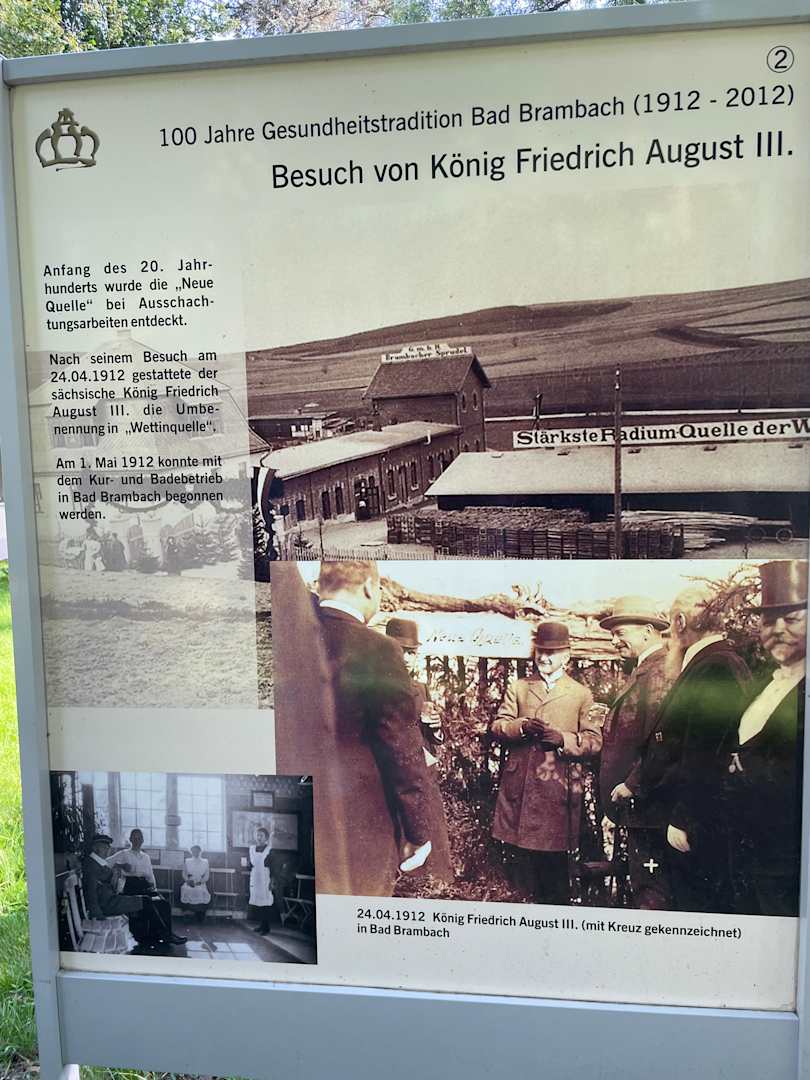 2
100 Jahre Gesundheitstradition Bad Brambach (1912 - 2012)
Besuch von König Friedrich August III.
Anfang des 20. Jahr-
hunderts wurde die „Neue
Quelle“ bei Ausschach-
tungsarbeiten entdeckt.
Nach seinem Besuch am
24.04.1912 gestattete der
sächsische König Friedrich
August III. die Umbe-
nennung in „Wettinquelle“.
Am 1. Mai 1912 konnte mit
dem Kur- und Badebetrieb
in Bad Brambach begonnen
werden.
G.m.b.H
Brambacher Sprudel
Stärkste Radium-Quelle der W
Neue Quelle
24.04.1912 König Friedrich August III. (mit Kreuz gekennzeichnet)
in Bad Brambach